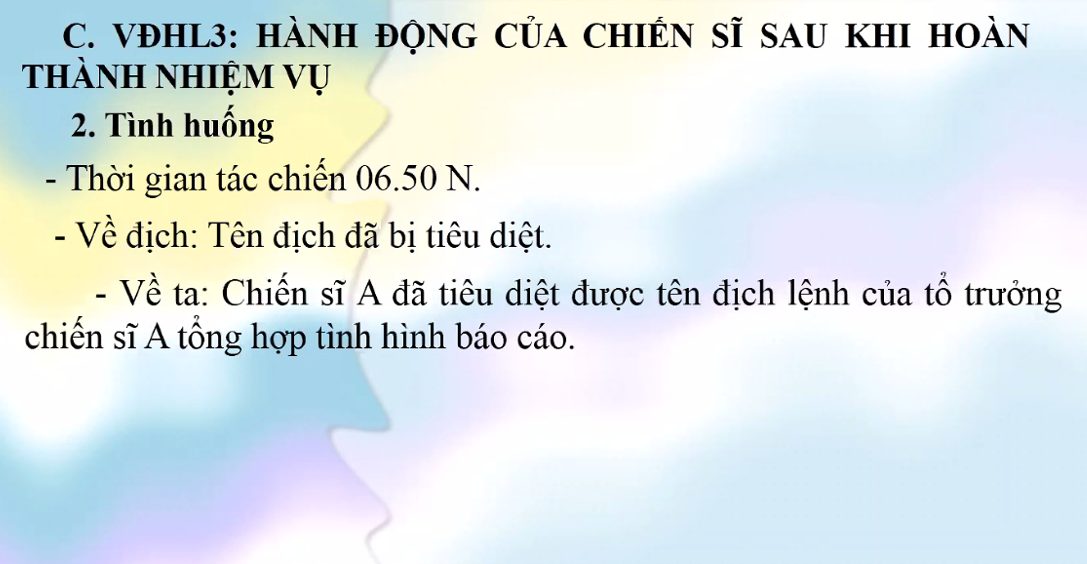 C. VĐHL3: HÀNH ĐỘNG CỦA CHIẾN SĨ SAU KHI HOÀN
THÀNH NHIỆM VỤ
2. Tình huống
- Thời gian tác chiến 06.50 N.
- Về địch: Tên địch đã bị tiêu diệt.
- Về ta: Chiến sĩ A đã tiêu diệt được tên địch lệnh của tổ trưởng
chiến sĩ A tổng hợp tình hình báo cáo.